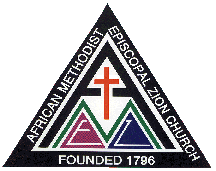 AFRICAN METHODIST
EPISCOPAL ZION CHURCH
FOUNDED 1796